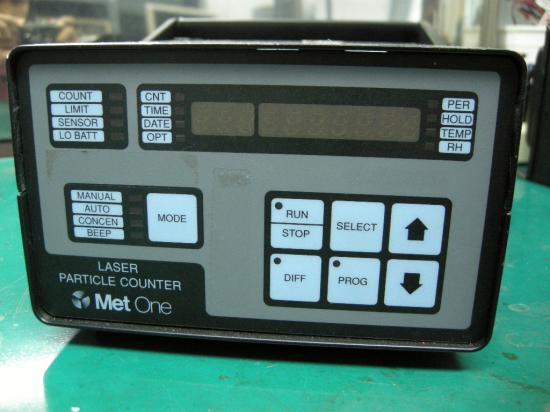 COUNT
LIMIT
SENSOR
LO BATT
CNT
TIME
DATE
OPT
PER
HOLD
TEMP
RH
MANUAL
AUTO
CONCEN
BEEP
MODE
RUN
STOP
SELECT
DIFF
PROG
LASER
PARTICLE COUNTER
Met One